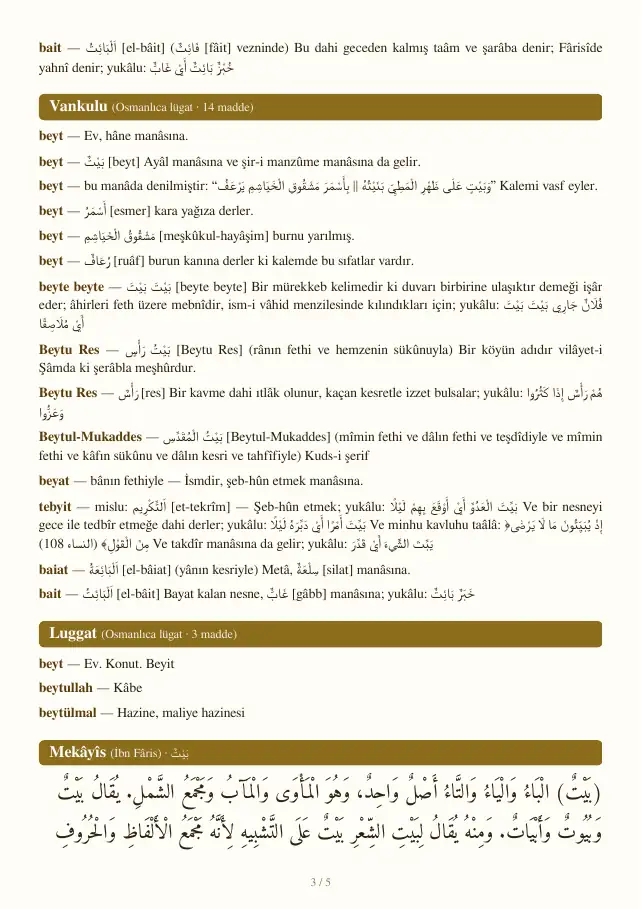 bait — اَلْبَائِتُ [el-bâit] (فَائِتٌ [fâit] vezninde) Bu dahi geceden kalmış taâm ve şarâba denir; Fârisîde
yahnî denir; yukâlu: خُبْزٌ بَائِتٌ أَيْ غَابٌّ
Vankulu (Osmanlıca lügat · 14 madde)
beyt — Ev, hâne manâsına.
beyt — بَيْتٌ [beyt] Ayâl manâsına ve şir-i manzûme manâsına da gelir.
beyt — bu manâda denilmiştir: “وَبَيْتٍ عَلَى ظَهْرِ الْمَطِيِّ بَنَيْتُهُ || بِأَسْمَرَ مَشْقُوقِ الْخَيَاشِمِ يَرْعَفُ” Kalemi vasf eyler.
beyt — أَسْمَرُ [esmer] kara yağıza derler.
beyt — مَشْقُوقُ الْخَيَاشِمِ [meşkûkul-hayâşim] burnu yarılmış.
beyt — رُعَافٌ [ruâf] burun kanına derler ki kalemde bu sıfatlar vardır.
beyte beyte — بَيْتَ بَيْتَ [beyte beyte] Bir mürekkeb kelimedir ki duvarı birbirine ulaşıktır demeği işâr
eder; âhirleri feth üzere mebnîdir, ism-i vâhid menzilesinde kılındıkları için; yukâlu: فُلَانٌ جَارِي بَيْتَ بَيْتَ
أَيْ مُلَاصِقًا
Beytu Res — بَيْتُ رَأْسٍ [Beytu Res] (rânın fethi ve hemzenin sükûnuyla) Bir köyün adıdır vilâyet-i
Şâmda ki şerâbla meşhûrdur.
Beytu Res — رَأْسٌ [res] Bir kavme dahi ıtlâk olunur, kaçan kesretle izzet bulsalar; yukâlu: هُمْ رَأْسٌ إِذَا كَثُرُوا
وَعَزُّوا
Beytul-Mukaddes — بَيْتُ الْمُقَدَّسِ [Beytul-Mukaddes] (mîmin fethi ve dâlın fethi ve teşdîdiyle ve mîmin
fethi ve kâfın sükûnu ve dâlın kesri ve tahfîfiyle) Kuds-i şerif
beyat — bânın fethiyle — İsmdir, şeb-hûn etmek manâsına.
tebyit — mislu: اَلتَّكْرِيم [et-tekrîm] — Şeb-hûn etmek; yukâlu: بَيَّتَ الْعَدُوَّ أَيْ أَوْقَعَ بِهِمْ لَيْلًا Ve bir nesneyi
gece ile tedbîr etmeğe dahi derler; yukâlu: بَيَّتَ أَمْرًا أَيْ دَبَّرَهُ لَيْلًا Ve minhu kavluhu taâlâ: ﴿إِذْ يُبَيِّتُونَ مَا لَا يَرْضَى
مِنَ الْقَوْلِ﴾ (النساء 108) Ve takdîr manâsına da gelir; yukâlu: بَيَّتَ الشَّيءَ أَيْ قَدَّرَ
baiat — اَلْبَائِعَةُ [el-bâiat] (yânın kesriyle) Metâ, سِلْعَةٌ [silat] manâsına.
bait — اَلْبَائِتُ [el-bâit] Bayat kalan nesne, غَابٌّ [gâbb] manâsına; yukâlu: خَبَرٌ بَائِتٌ
Luggat (Osmanlıca lügat · 3 madde)
beyt — Ev. Konut. Beyit
beytullah — Kâbe
beytülmal — Hazine, maliye hazinesi
Mekâyîs (İbn Fâris) · بَيْتٌ
(بَيْتٌ) الْبَاءُ وَالْيَاءُ وَالتَّاءُ أَصْلٌ وَاحِدٌ، وَهُوَ الْمَأْوَى وَالْمَآبُ وَمَجْمَعُ الشَّمْلِ. يُقَالُ بَيْتٌ
وَبُيُوتٌ وَأَبْيَاتٌ. وَمِنْهُ يُقَالُ لِبَيْتِ الشِّعْرِ بَيْتٌ عَلَى التَّشْبِيهِ لِأَنَّهُ مَجْمَعُ الْأَلْفَاظِ وَالْحُرُوفِ
3 / 5